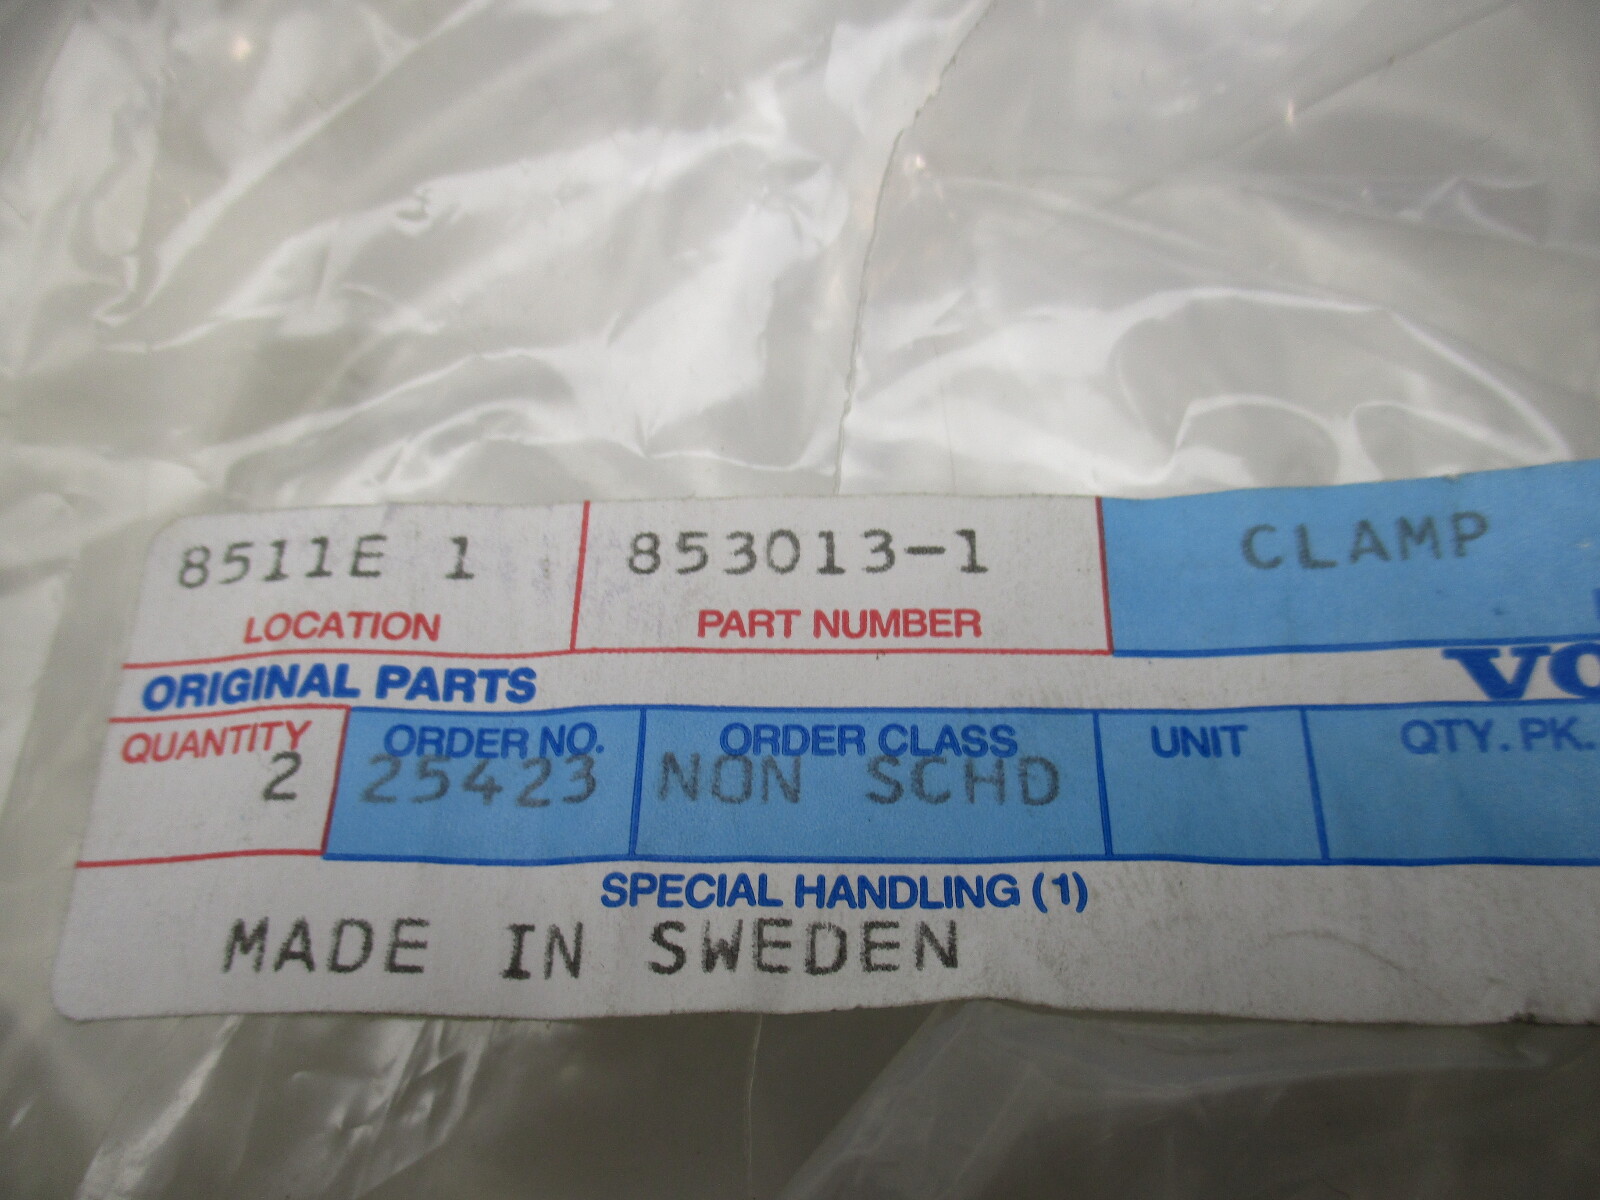 8511E 1 853013-1 CLAMP
LOCATION PART NUMBER
ORIGINAL PARTS
QUANTITY ORDER NO. ORDER CLASS UNIT QTY. PK.
2 25423 NON SCHD
SPECIAL HANDLING (1)
MADE IN SWEDEN